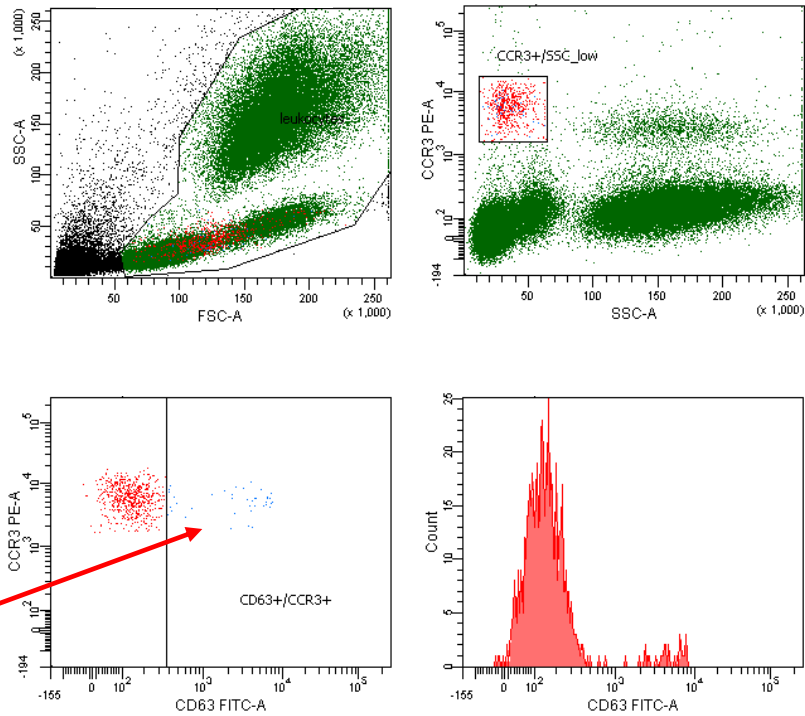 (x 1,000)
250
200
150
100
50
SSC-A
leukocytes
50 100 150 200 250
FSC-A
(x 1,000)
CCR3+/SSC_low
10^5
10^4
10^3
10^2
0
-194
CCR3 PE-A
50 100 150 200 250
SSC-A
(x 1,000)
10^5
10^4
10^3
10^2
0
-194
CCR3 PE-A
CD63+/CCR3+
-155 0 10^2 10^3 10^4 10^5
CD63 FITC-A
25
20
15
10
5
0
Count
-155 0 10^2 10^3 10^4 10^5
CD63 FITC-A